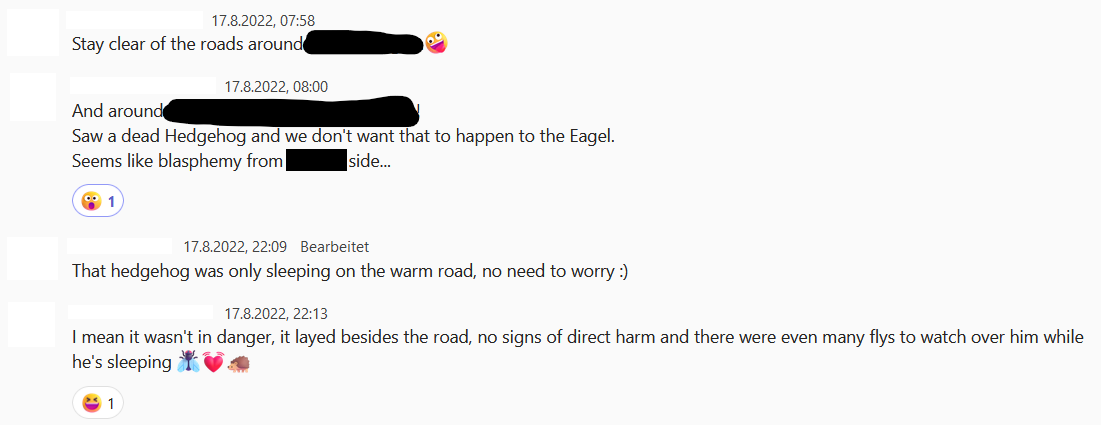 17.8.2022, 07:58
Stay clear of the roads around 🤪
17.8.2022, 08:00
And around
Saw a dead Hedgehog and we don't want that to happen to the Eagel.
Seems like blasphemy from side...
😲 1
17.8.2022, 22:09 Bearbeitet
That hedgehog was only sleeping on the warm road, no need to worry :)
17.8.2022, 22:13
I mean it wasn't in danger, it layed besides the road, no signs of direct harm and there were even many flys to watch over him while
he's sleeping 🪰💓🦔
😆 1